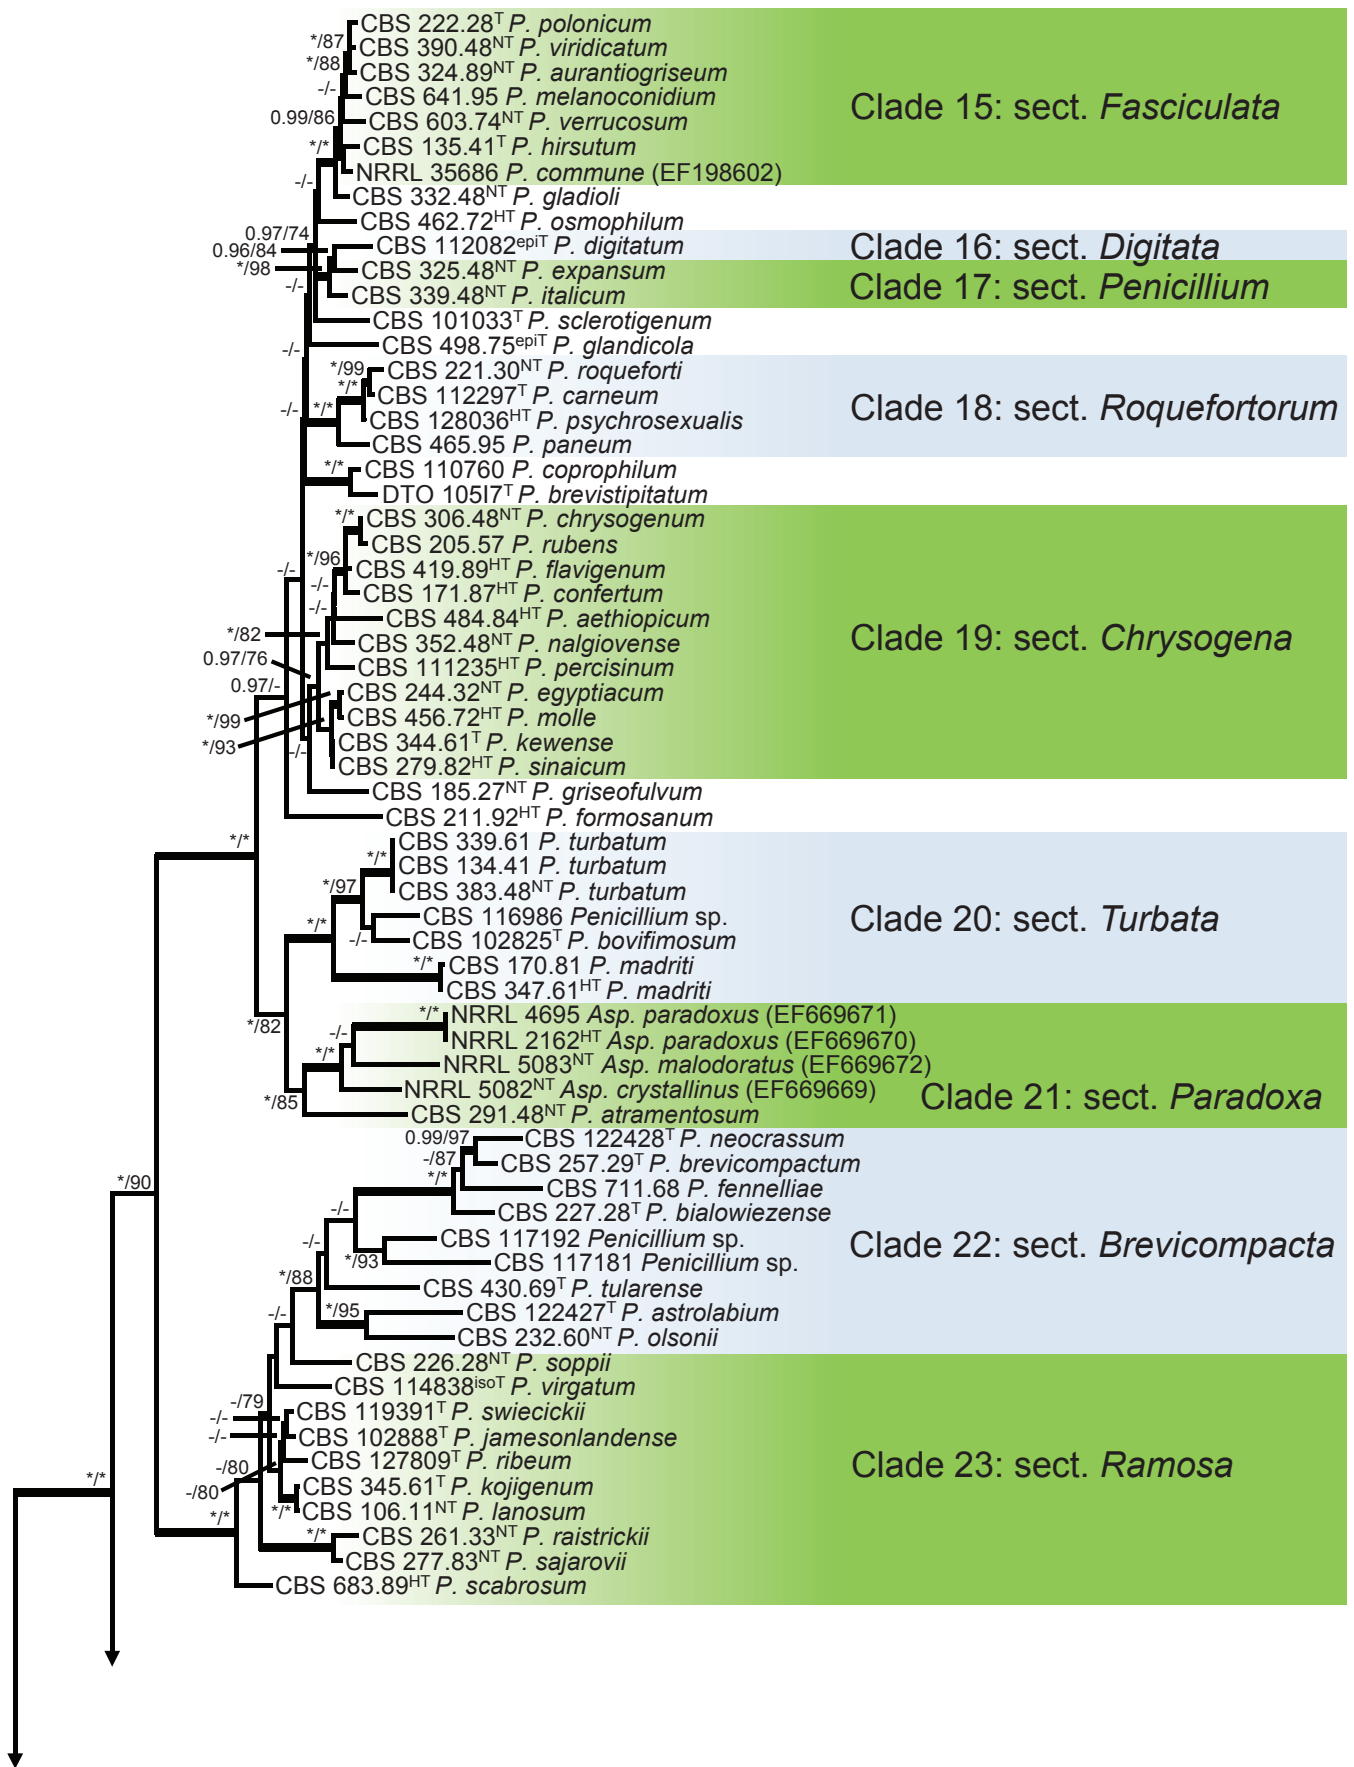 CBS 222.28T P. polonicum
*/87
CBS 390.48NT P. viridicatum
*/88
CBS 324.89NT P. aurantiogriseum
-/-
CBS 641.95 P. melanoconidium
Clade 15: sect. Fasciculata
0.99/86
CBS 603.74NT P. verrucosum
*/*
CBS 135.41T P. hirsutum
NRRL 35686 P. commune (EF198602)
-/-
CBS 332.48NT P. gladioli
CBS 462.72HT P. osmophilum
0.97/74
0.96/84
CBS 112082epiT P. digitatum
Clade 16: sect. Digitata
*/98
CBS 325.48NT P. expansum
-/-
CBS 339.48NT P. italicum
Clade 17: sect. Penicillium
CBS 101033T P. sclerotigenum
-/-
CBS 498.75epiT P. glandicola
*/99
CBS 221.30NT P. roqueforti
*/*
CBS 112297T P. carneum
-/-
*/*
CBS 128036HT P. psychrosexualis
Clade 18: sect. Roquefortorum
CBS 465.95 P. paneum
*/*
CBS 110760 P. coprophilum
DTO 105I7T P. brevistipitatum
*/*
CBS 306.48NT P. chrysogenum
CBS 205.57 P. rubens
*/96
-/-
CBS 419.89HT P. flavigenum
-/-
CBS 171.87HT P. confertum
-/-
CBS 484.84HT P. aethiopicum
*/82
CBS 352.48NT P. nalgiovense
Clade 19: sect. Chrysogena
0.97/76
CBS 111235HT P. percisinum
0.97/-
CBS 244.32NT P. egyptiacum
*/99
CBS 456.72HT P. molle
*/93
-/-
CBS 344.61T P. kewense
CBS 279.82HT P. sinaicum
CBS 185.27NT P. griseofulvum
CBS 211.92HT P. formosanum
*/*
CBS 339.61 P. turbatum
*/*
CBS 134.41 P. turbatum
*/97
CBS 383.48NT P. turbatum
CBS 116986 Penicillium sp.
Clade 20: sect. Turbata
*/*
-/-
CBS 102825T P. bovifimosum
*/*
CBS 170.81 P. madriti
CBS 347.61HT P. madriti
*/82
*/*
NRRL 4695 Asp. paradoxus (EF669671)
-/-
NRRL 2162HT Asp. paradoxus (EF669670)
*/*
NRRL 5083NT Asp. malodoratus (EF669672)
NRRL 5082NT Asp. crystallinus (EF669669)
Clade 21: sect. Paradoxa
*/85
CBS 291.48NT P. atramentosum
0.99/97
CBS 122428T P. neocrassum
-/87
CBS 257.29T P. brevicompactum
*/90
*/*
CBS 711.68 P. fennelliae
-/-
CBS 227.28T P. bialowiezense
-/-
CBS 117192 Penicillium sp.
Clade 22: sect. Brevicompacta
*/93
CBS 117181 Penicillium sp.
*/88
CBS 430.69T P. tularense
-/-
*/95
CBS 122427T P. astrolabium
CBS 232.60NT P. olsonii
CBS 226.28NT P. soppii
CBS 114838isoT P. virgatum
-/79
-/-
CBS 119391T P. swiecickii
-/-
CBS 102888T P. jamesonlandense
-/80
CBS 127809T P. ribeum
Clade 23: sect. Ramosa
*/*
-/80
CBS 345.61T P. kojigenum
*/*
*/*
CBS 106.11NT P. lanosum
*/*
CBS 261.33NT P. raistrickii
CBS 277.83NT P. sajarovii
CBS 683.89HT P. scabrosum